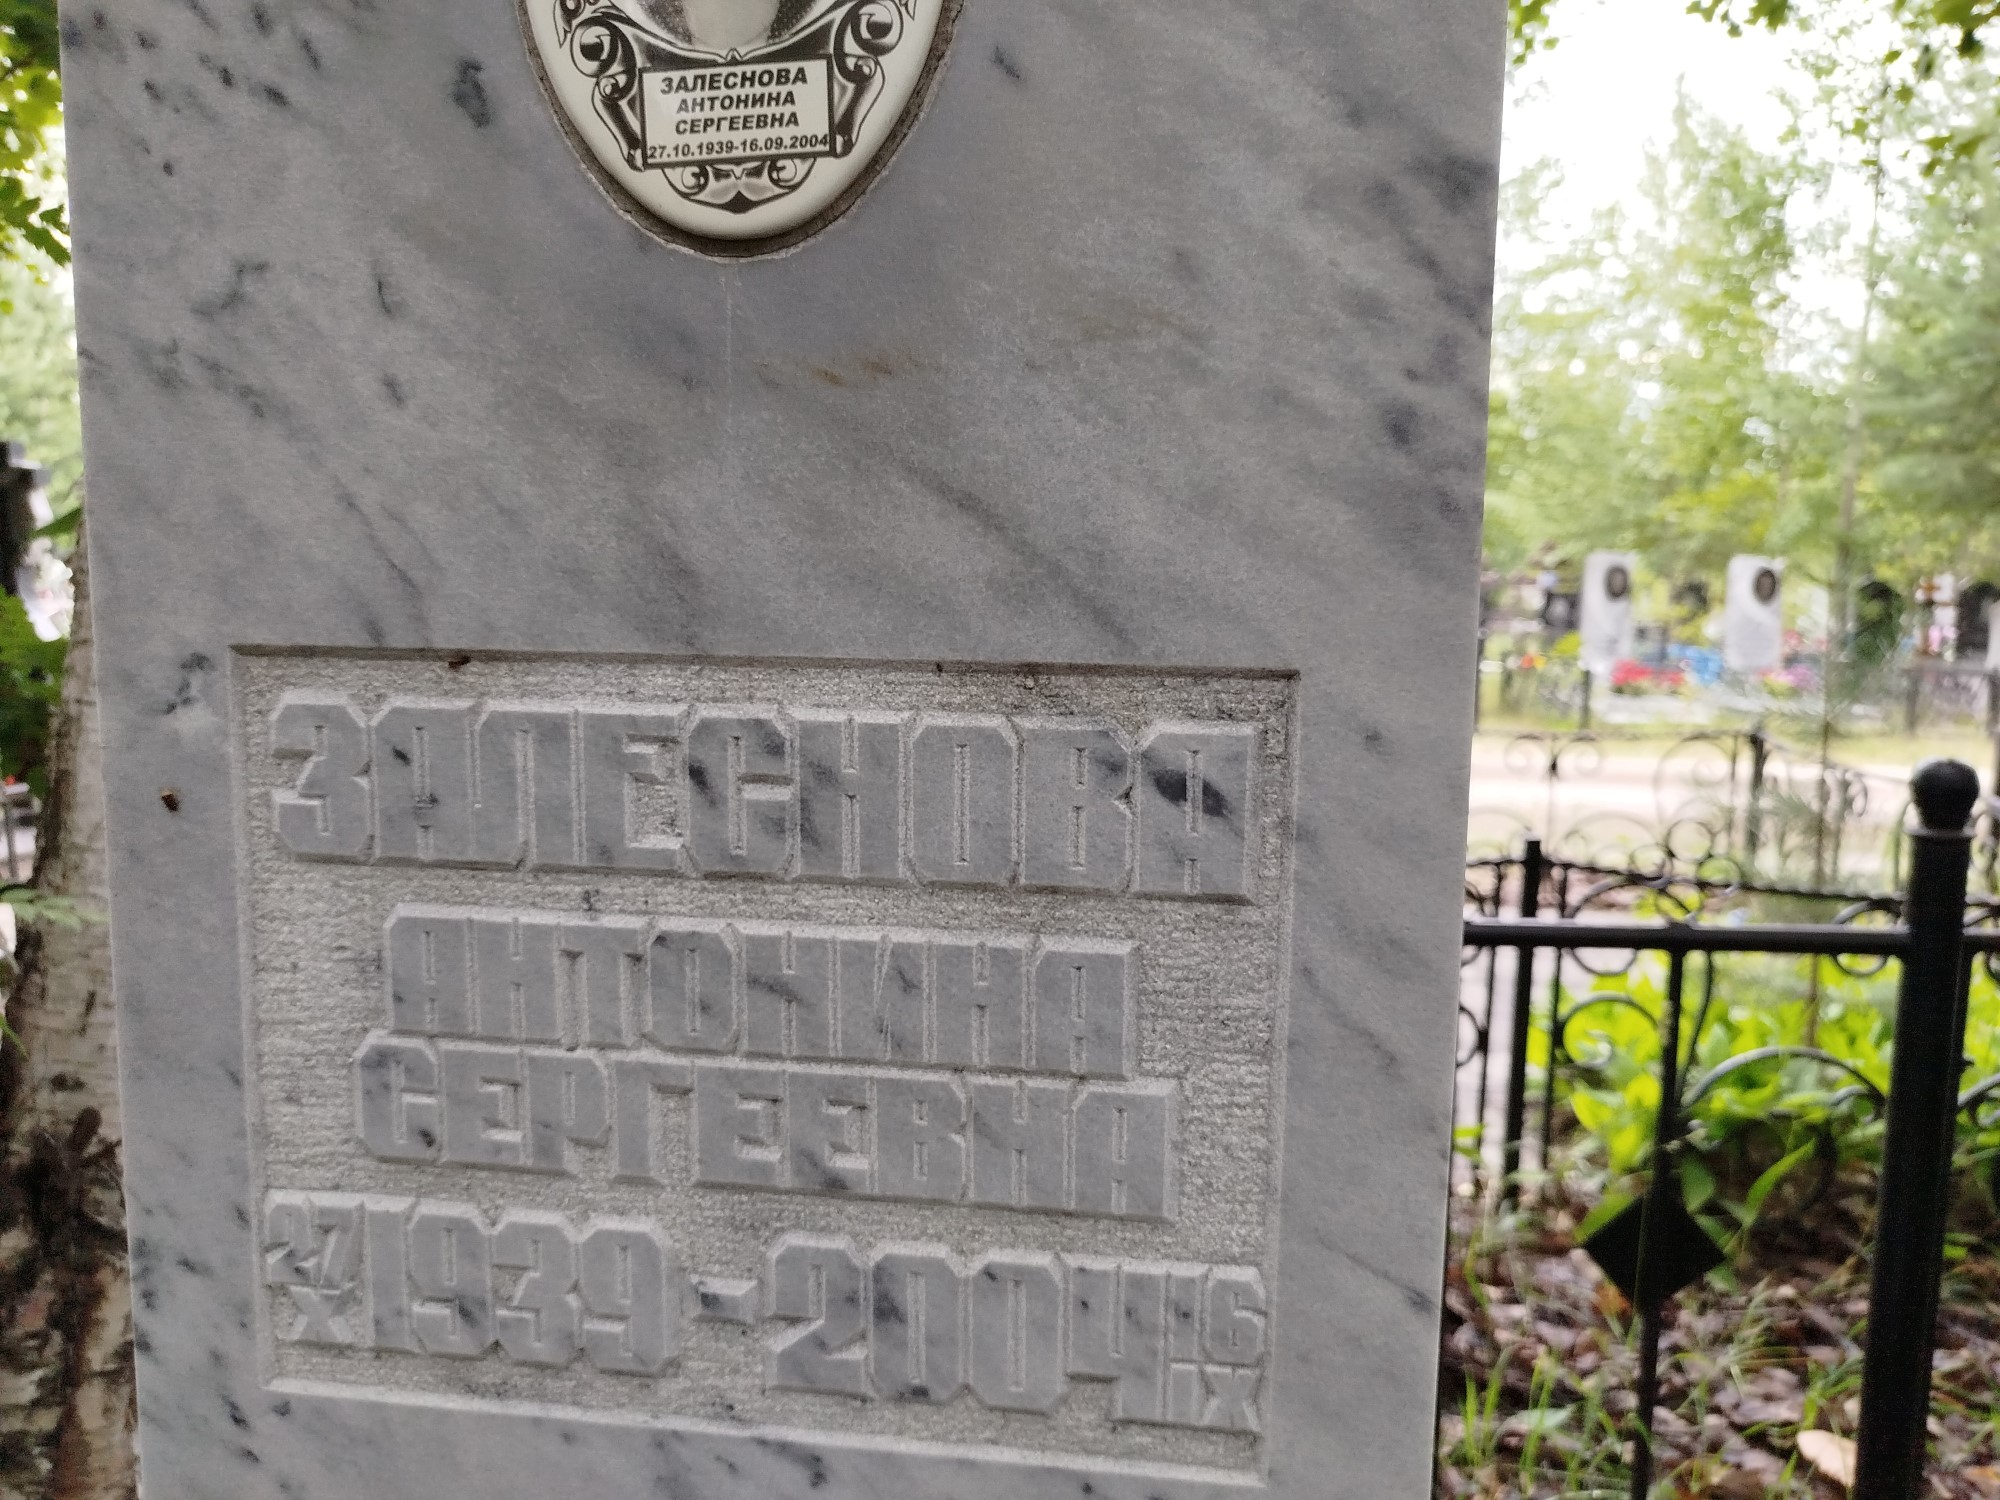 ЗАЛЕСНОВА
АНТОНИНА
СЕРГЕЕВНА
27.10.1939-16.09.2004
ЗАЛЕСНОВА
АНТОНИНА
СЕРГЕЕВНА
27 X 1939-2004 16 IX